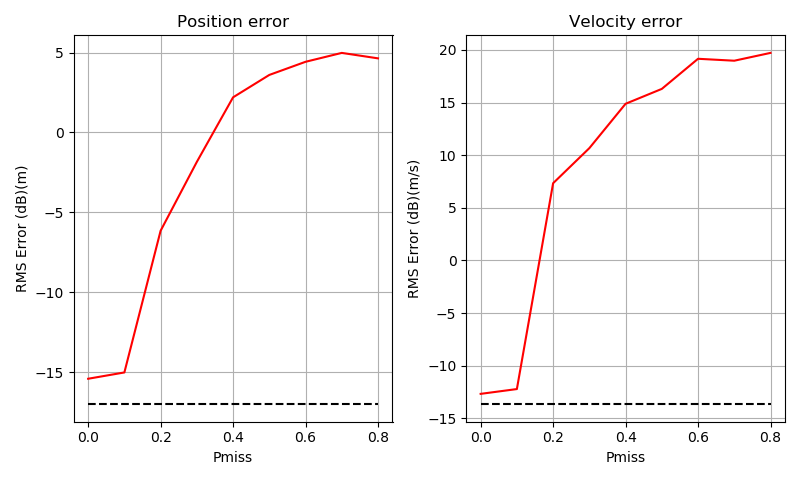 Position error
RMS Error (dB)(m)
5
0
−5
−10
−15
0.0 0.2 0.4 0.6 0.8
Pmiss
Velocity error
RMS Error (dB)(m/s)
20
15
10
5
0
−5
−10
−15
0.0 0.2 0.4 0.6 0.8
Pmiss